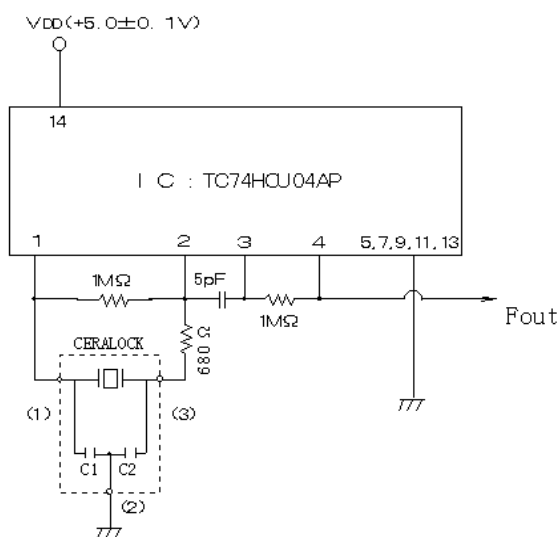 VDD(+5.0±0.1V)
14
I C : TC74HCU04AP
1 2 3 4 5,7,9,11,13
1MΩ 5pF
1MΩ
680Ω
Fout
CERALOCK
(1) (3)
C1 C2
(2)